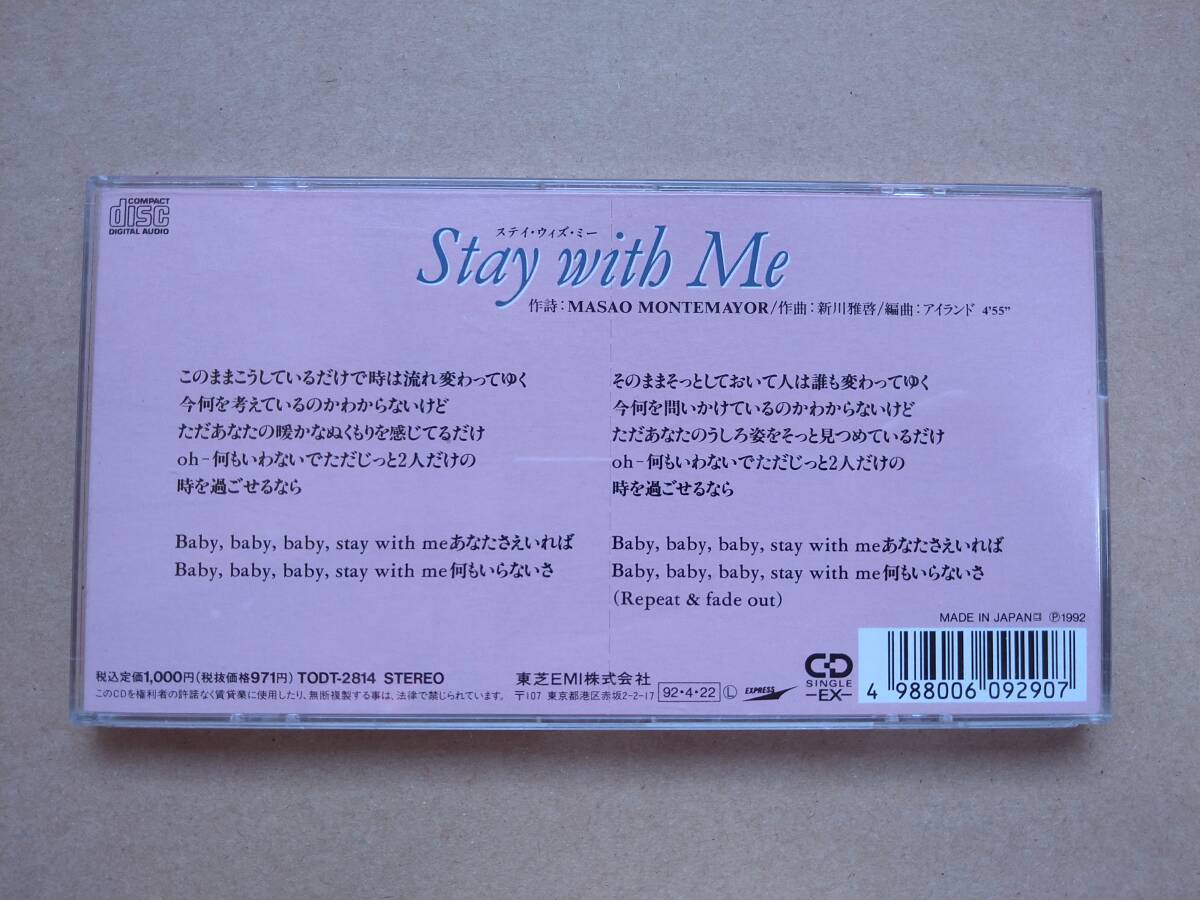 COMPACT
disc
DIGITAL AUDIO
ステイ・ウィズ・ミー
Stay with Me
作詩:MASAO MONTEMAYOR/作曲:新川雅啓/編曲:アイランド 4'55"
このままこうしているだけで時は流れ変わってゆく
今何を考えているのかわからないけど
ただあなたの暖かなぬくもりを感じてるだけ
oh-何もいわないでただじっと2人だけの
時を過ごせるなら
Baby, baby, baby, stay with meあなたさえいれば
Baby, baby, baby, stay with me何もいらないさ
そのままそっとしておいて人は誰も変わってゆく
今何を問いかけているのかわからないけど
ただあなたのうしろ姿をそっと見つめているだけ
oh-何もいわないでただじっと2人だけの
時を過ごせるなら
Baby, baby, baby, stay with meあなたさえいれば
Baby, baby, baby, stay with me何もいらないさ
(Repeat & fade out)
MADE IN JAPAN ℗1992
税込定価1,000円(税抜価格971円) TODT-2814 STEREO
このCDを権利者の許諾なく賃貸業に使用したり、無断複製する事は、法律で禁じられています。
東芝EMI株式会社
〒107 東京都港区赤坂2-2-17
92・4・22 Ⓛ
EXPRESS
CD
SINGLE
-EX-
4 988006 092907